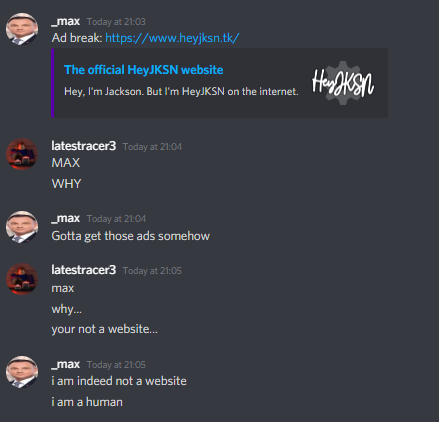 _max Today at 21:03
Ad break: https://www.heyjksn.tk/
The official HeyJKSN website
Hey, I'm Jackson. But I'm HeyJKSN on the internet.
HeyJKSN
latestracer3 Today at 21:04
MAX
WHY
_max Today at 21:04
Gotta get those ads somehow
latestracer3 Today at 21:05
max
why...
your not a website...
_max Today at 21:05
i am indeed not a website
i am a human